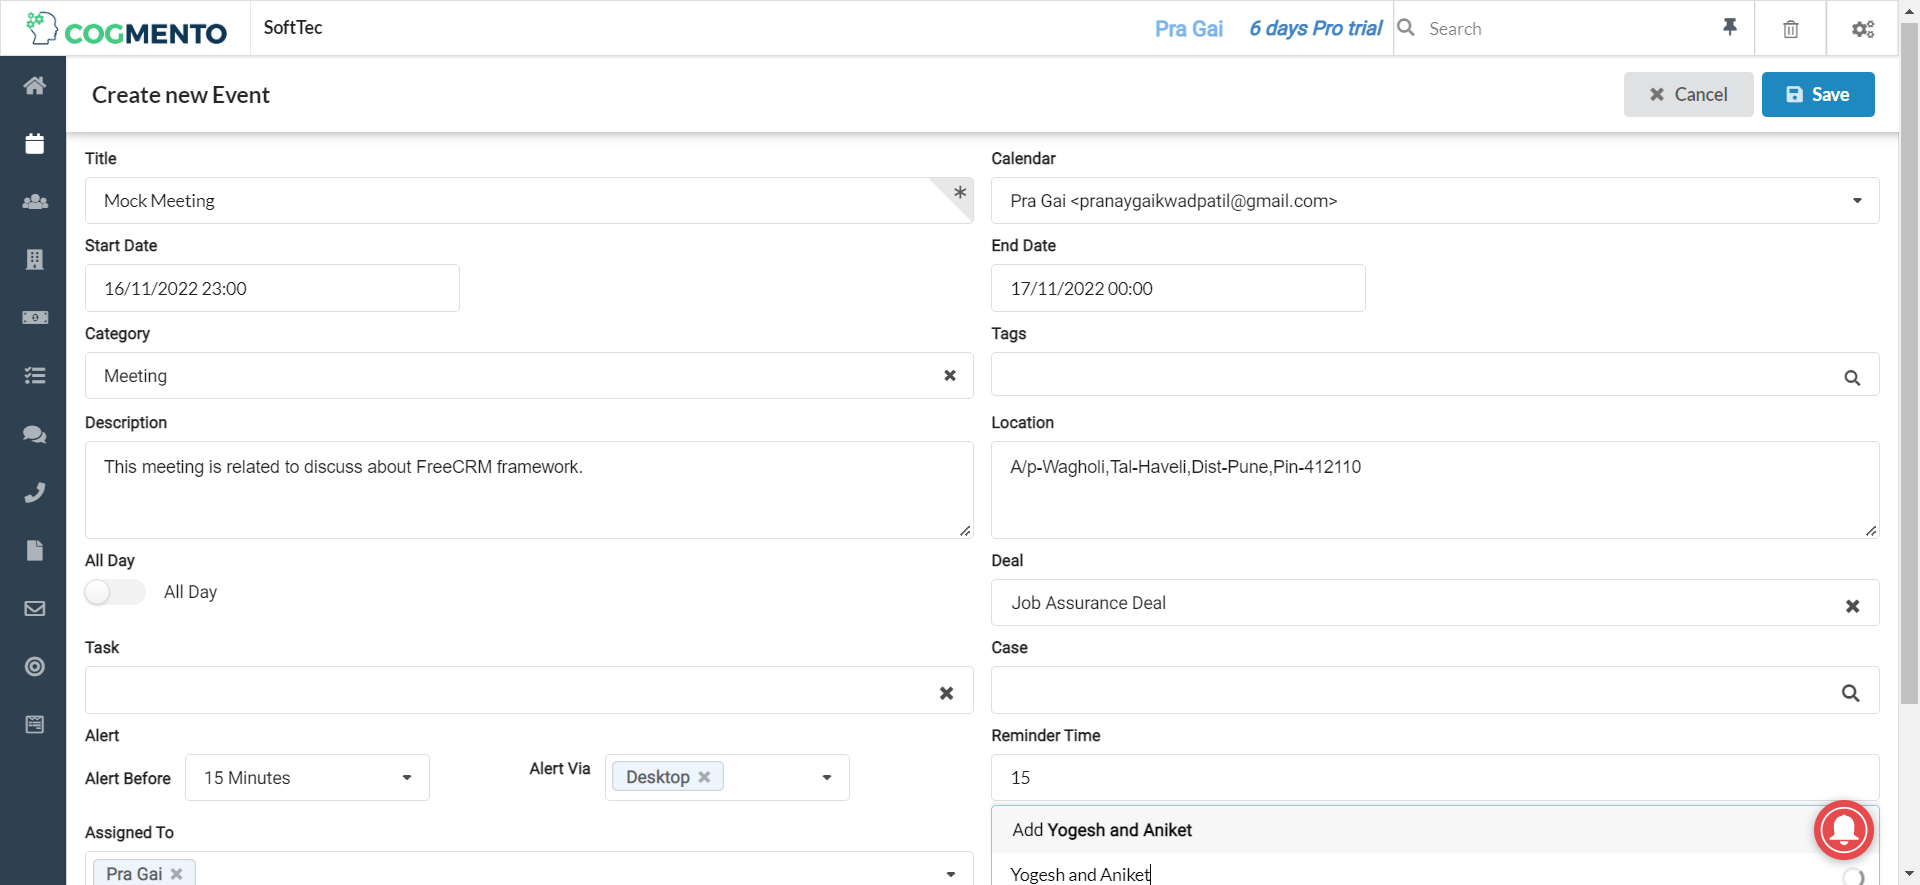 COGMENTO
SoftTec
Pra Gai
6 days Pro trial
Search
Create new Event
Cancel
Save
Title
Calendar
Mock Meeting
*
Pra Gai <pranaygaikwadpatil@gmail.com>
Start Date
End Date
16/11/2022 23:00
17/11/2022 00:00
Category
Tags
Meeting
Description
Location
This meeting is related to discuss about FreeCRM framework.
A/p-Wagholi,Tal-Haveli,Dist-Pune,Pin-412110
All Day
Deal
All Day
Job Assurance Deal
Task
Case
Alert
Reminder Time
Alert Before
15 Minutes
Alert Via
Desktop
15
Add Yogesh and Aniket
Assigned To
Pra Gai
Yogesh and Aniket